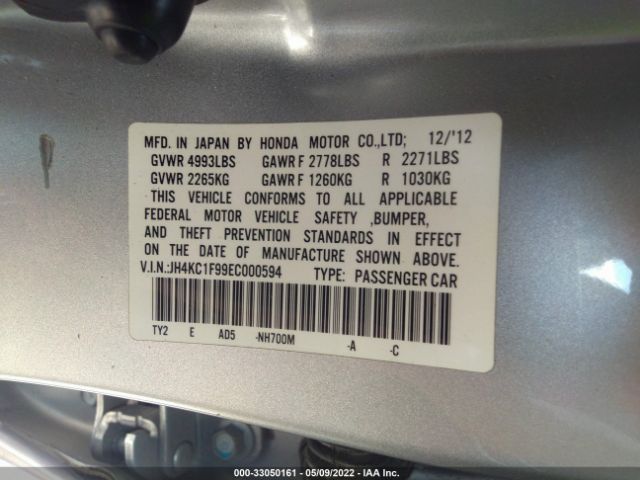 MFD. IN JAPAN BY HONDA MOTOR CO.,LTD; 12/'12
GVWR 4993LBS GAWR F 2778LBS R 2271LBS
GVWR 2265KG GAWR F 1260KG R 1030KG
THIS VEHICLE CONFORMS TO ALL APPLICABLE
FEDERAL MOTOR VEHICLE SAFETY ,BUMPER,
AND THEFT PREVENTION STANDARDS IN EFFECT
ON THE DATE OF MANUFACTURE SHOWN ABOVE.
V.I.N.:JH4KC1F99EC000594 TYPE: PASSENGER CAR
TY2 E AD5 -NH700M -A -C
000-33050161 - 05/09/2022 - IAA Inc.